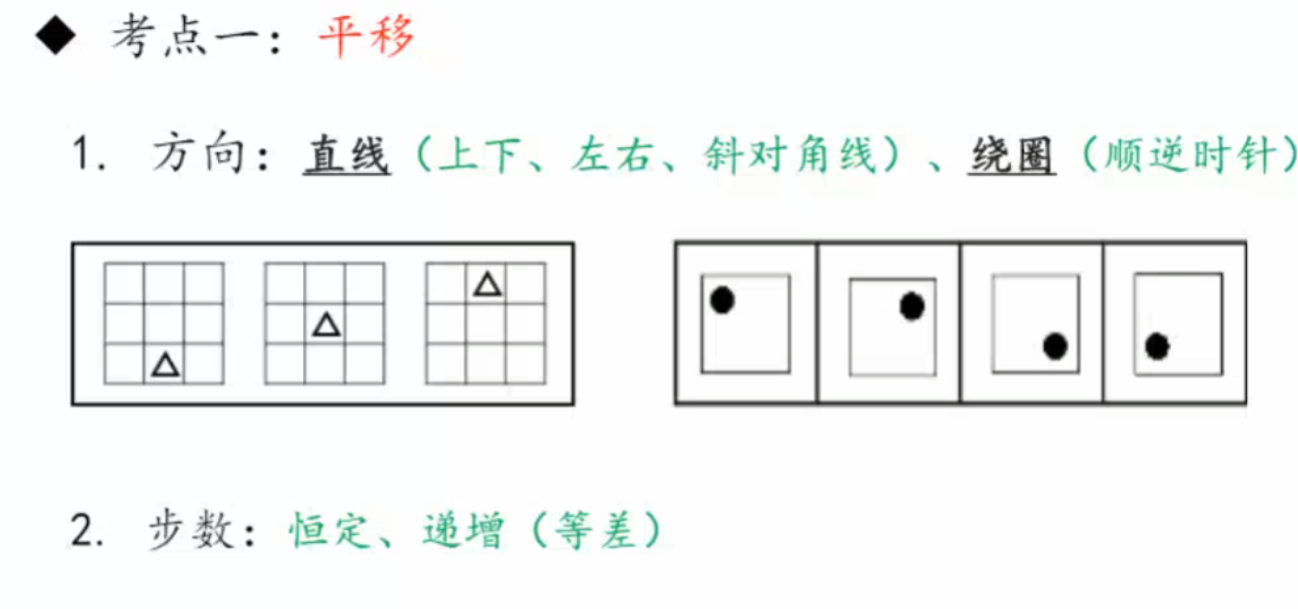 ◆ 考点一：平移
1. 方向：直线（上下、左右、斜对角线）、绕圈（顺逆时针）
2. 步数：恒定、递增（等差）